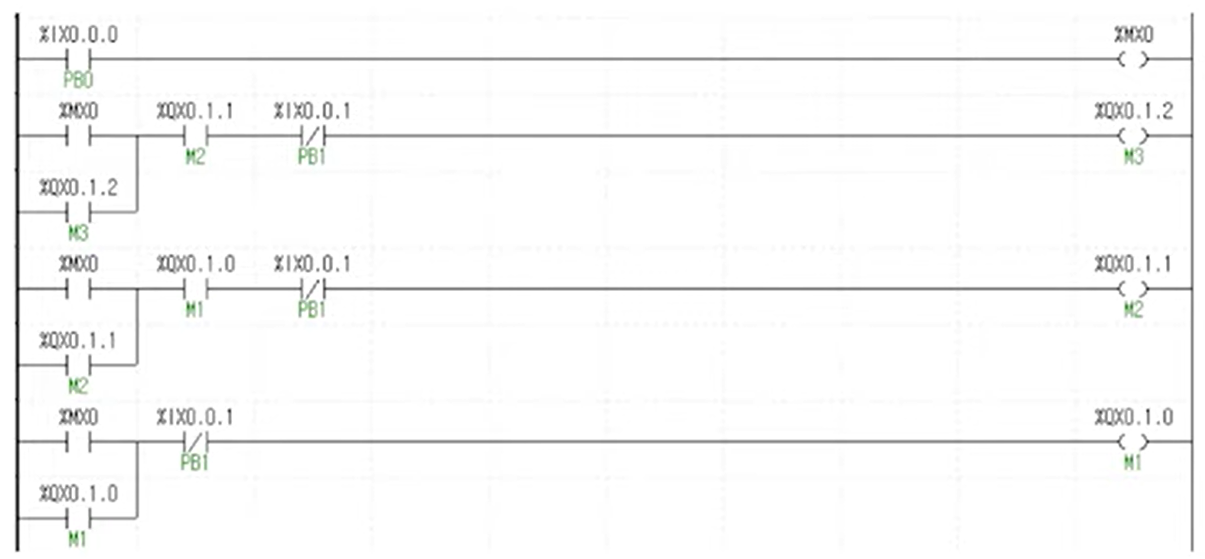 %IX0.0.0 %MX0
PB0
%MX0 %QX0.1.1 %IX0.0.1 %QX0.1.2
M2 PB1 M3
%QX0.1.2
M3
%MX0 %QX0.1.0 %IX0.0.1 %QX0.1.1
M1 PB1 M2
%QX0.1.1
M2
%MX0 %IX0.0.1 %QX0.1.0
PB1 M1
%QX0.1.0
M1